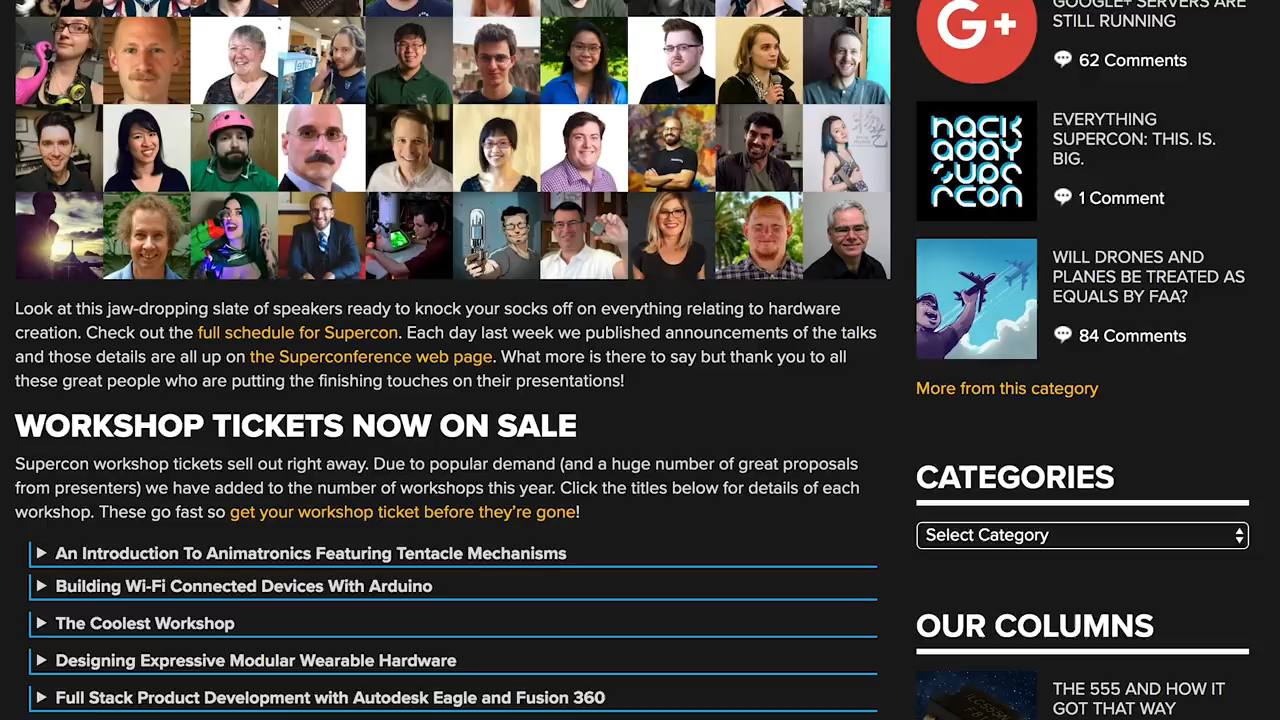 Look at this jaw-dropping slate of speakers ready to knock your socks off on everything relating to hardware
creation. Check out the full schedule for Supercon. Each day last week we published announcements of the talks
and those details are all up on the Superconference web page. What more is there to say but thank you to all
these great people who are putting the finishing touches on their presentations!
WORKSHOP TICKETS NOW ON SALE
Supercon workshop tickets sell out right away. Due to popular demand (and a huge number of great proposals
from presenters) we have added to the number of workshops this year. Click the titles below for details of each
workshop. These go fast so get your workshop ticket before they're gone!
An Introduction To Animatronics Featuring Tentacle Mechanisms
Building Wi-Fi Connected Devices With Arduino
The Coolest Workshop
Designing Expressive Modular Wearable Hardware
Full Stack Product Development with Autodesk Eagle and Fusion 360
G+
GOOGLE+ SERVERS ARE
STILL RUNNING
62 Comments
hack
aday
super
con
EVERYTHING
SUPERCON: THIS. IS.
BIG.
1 Comment
WILL DRONES AND
PLANES BE TREATED AS
EQUALS BY FAA?
84 Comments
More from this category
CATEGORIES
Select Category
OUR COLUMNS
THE 555 AND HOW IT
GOT THAT WAY